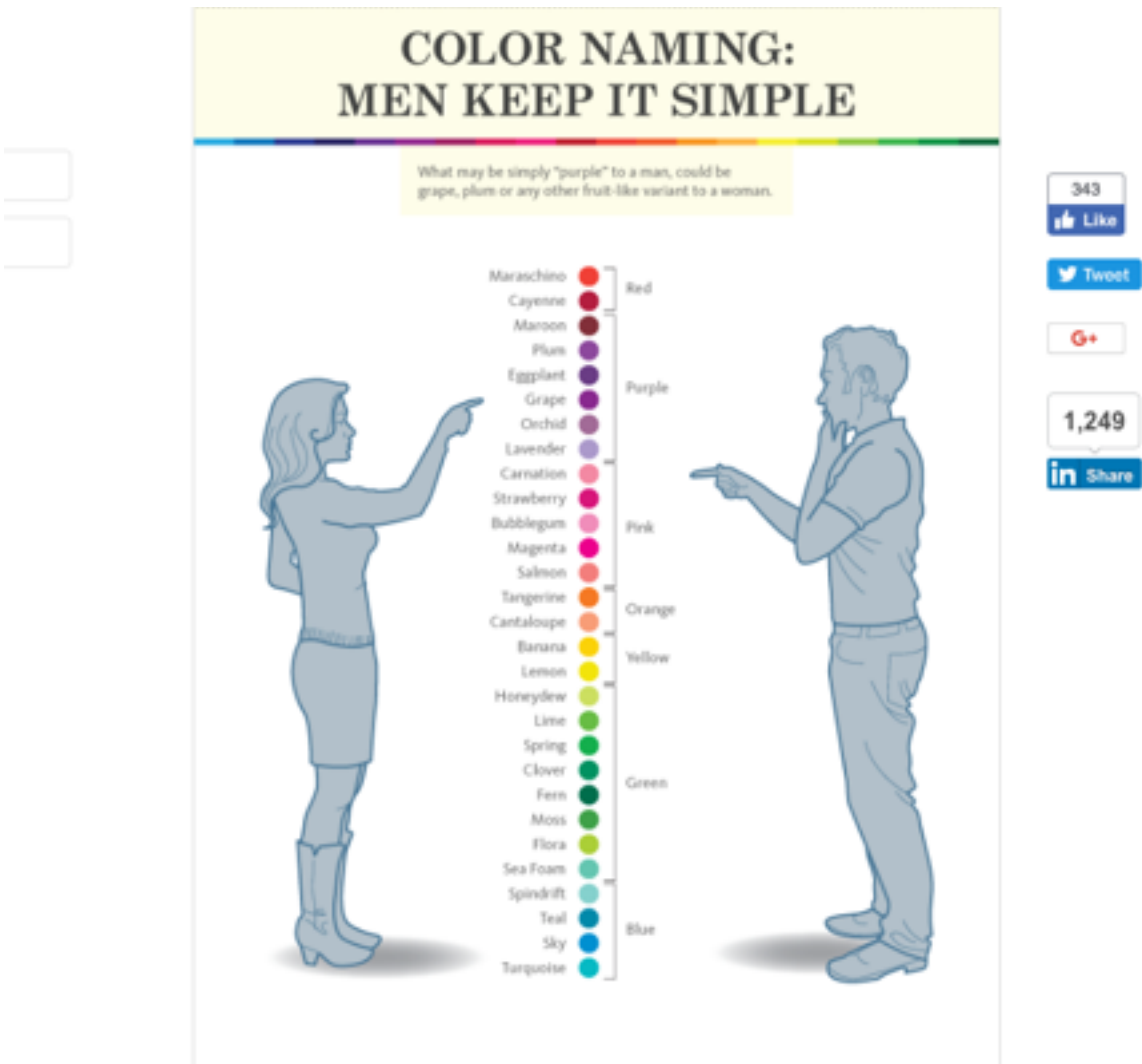 COLOR NAMING:
MEN KEEP IT SIMPLE
What may be simply "purple" to a man, could be
grape, plum or any other fruit-like variant to a woman.
343
Like
Tweet
G+
1,249
in Share
Maraschino
Cayenne
Red
Maroon
Plum
Eggplant
Grape
Orchid
Lavender
Purple
Carnation
Strawberry
Bubblegum
Magenta
Salmon
Pink
Tangerine
Cantaloupe
Orange
Banana
Lemon
Yellow
Honeydew
Lime
Spring
Clover
Fern
Moss
Flora
Sea Foam
Green
Spindrift
Teal
Sky
Turquoise
Blue